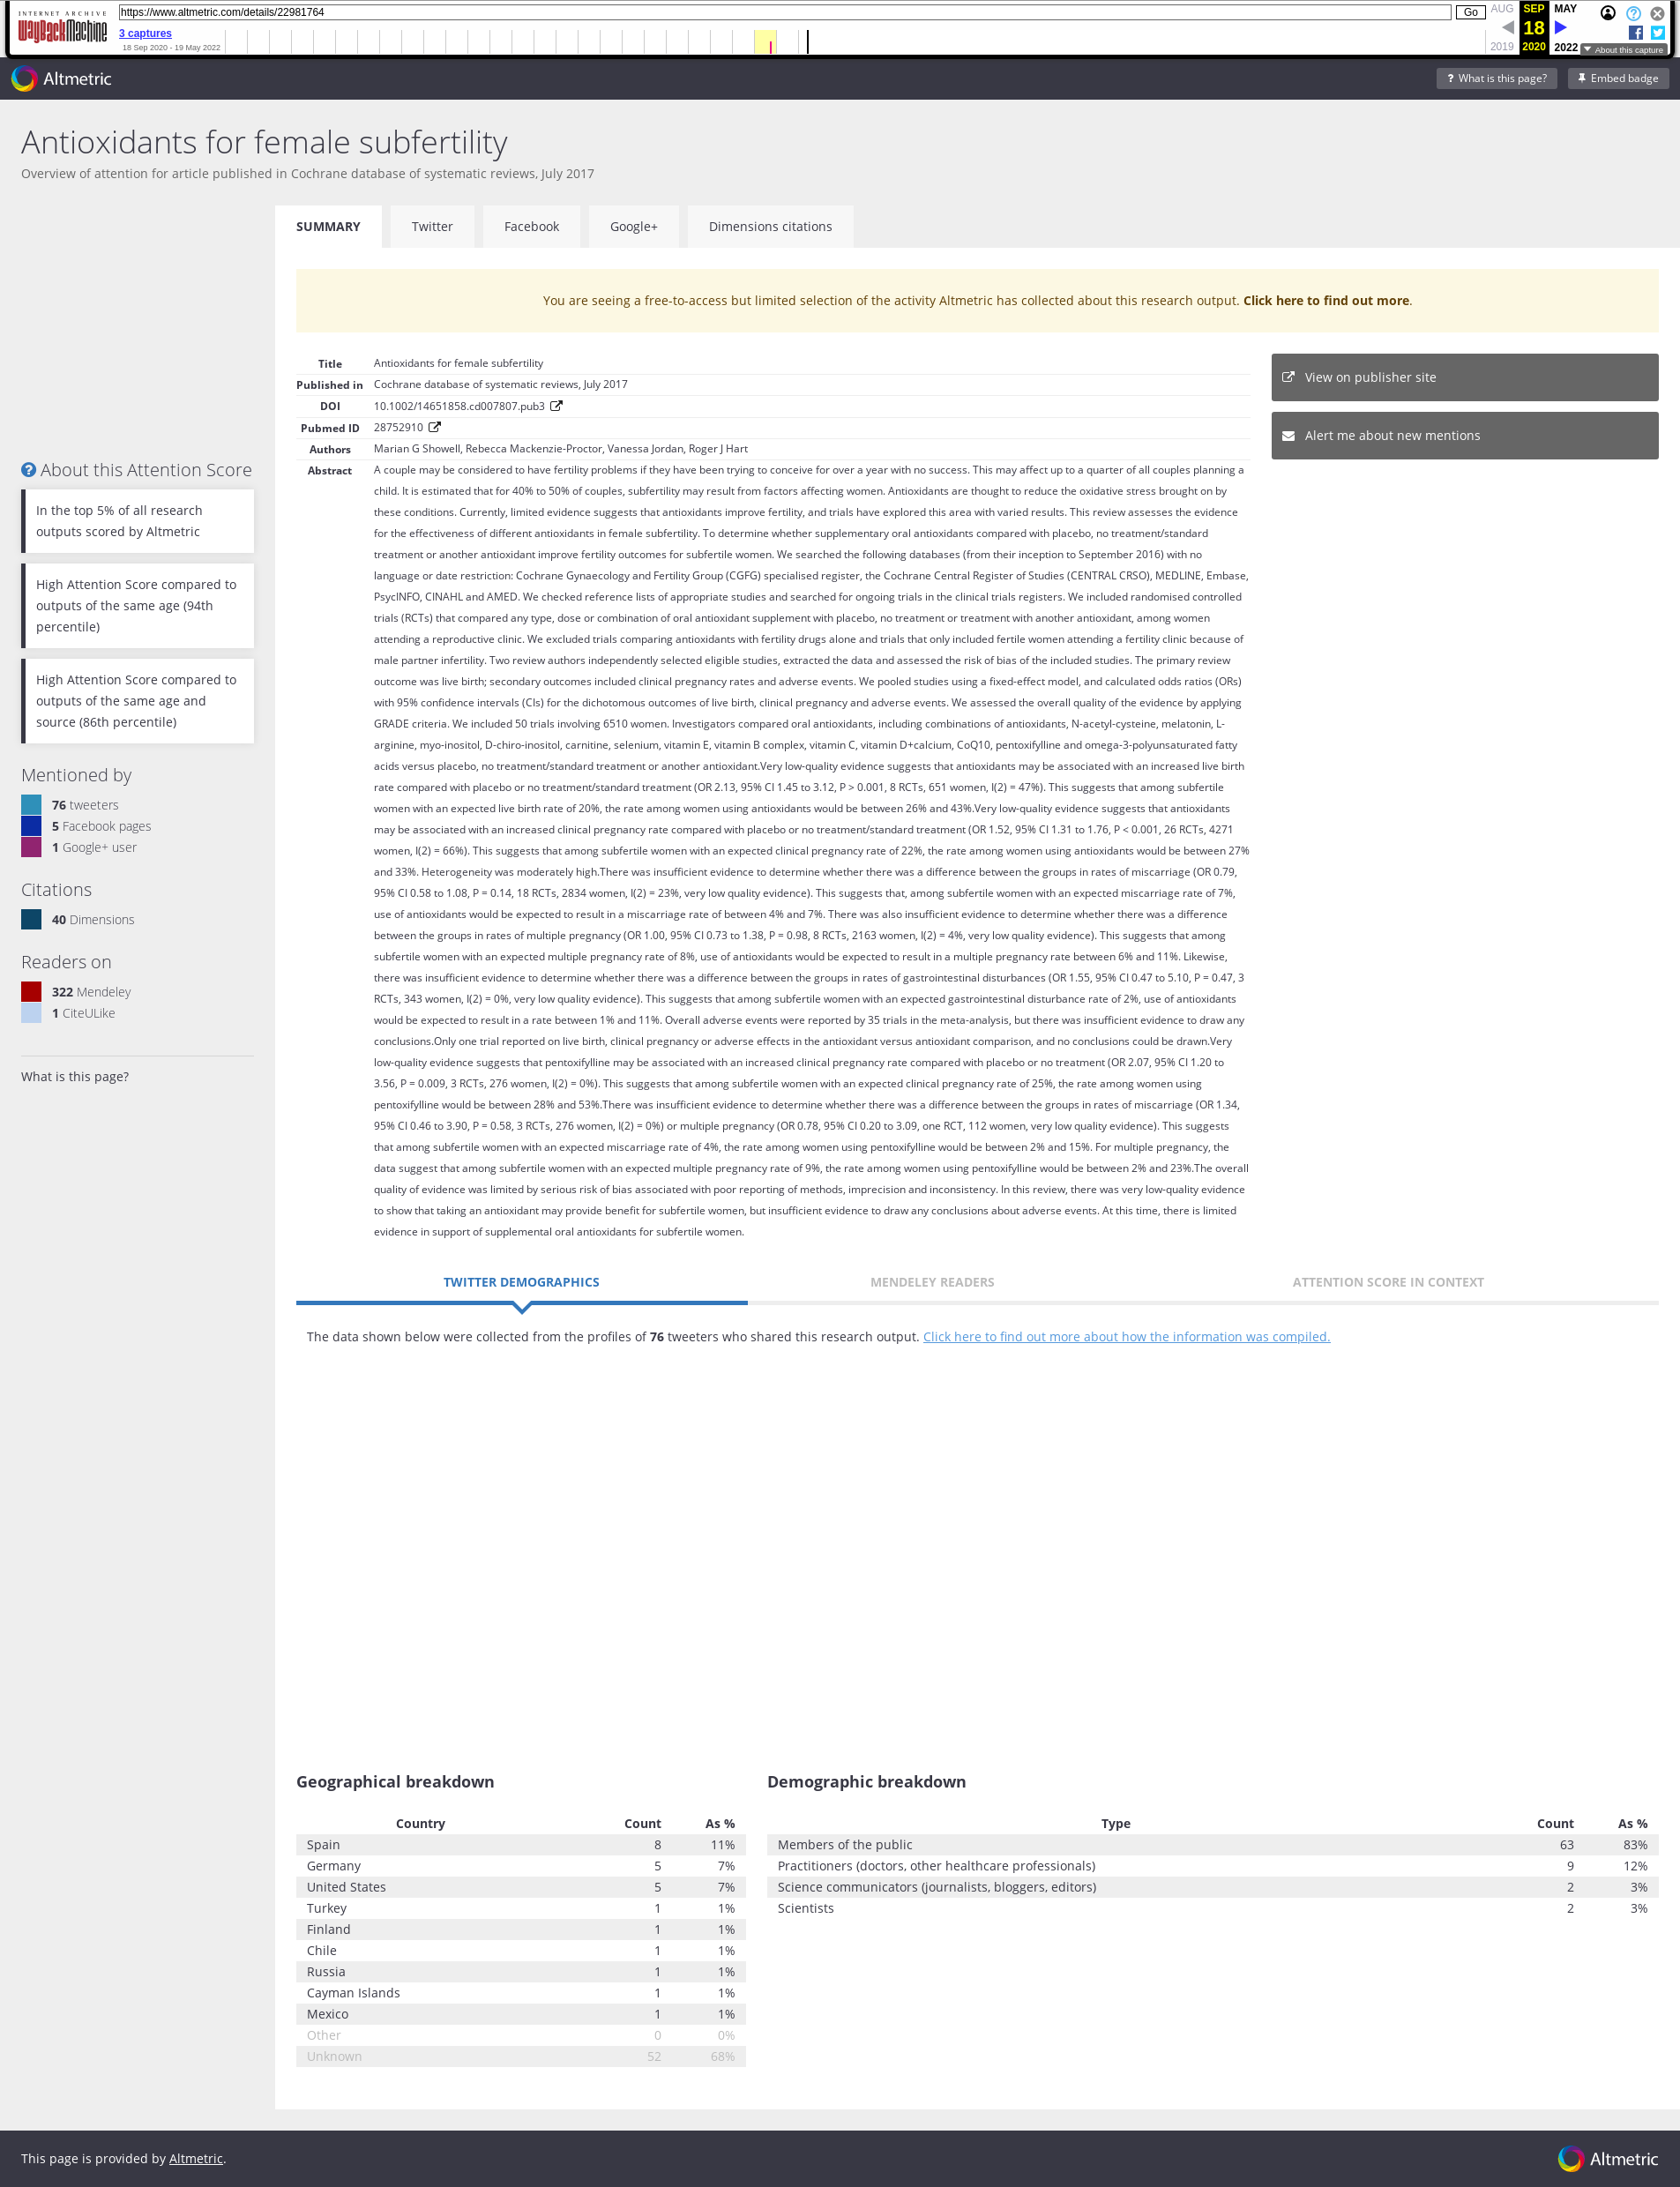 INTERNET ARCHIVE
WayBackMachine
https://www.altmetric.com/details/22981764
Go
3 captures
18 Sep 2020 - 19 May 2022
AUG SEP MAY
18
2019 2020 2022
About this capture
Altmetric
What is this page?
Embed badge
Antioxidants for female subfertility
Overview of attention for article published in Cochrane database of systematic reviews, July 2017
SUMMARY Twitter Facebook Google+ Dimensions citations
You are seeing a free-to-access but limited selection of the activity Altmetric has collected about this research output. Click here to find out more.
About this Attention Score
In the top 5% of all research
outputs scored by Altmetric
High Attention Score compared to
outputs of the same age (94th
percentile)
High Attention Score compared to
outputs of the same age and
source (86th percentile)
Mentioned by
76 tweeters
5 Facebook pages
1 Google+ user
Citations
40 Dimensions
Readers on
322 Mendeley
1 CiteULike
What is this page?
Title Antioxidants for female subfertility
Published in Cochrane database of systematic reviews, July 2017
DOI 10.1002/14651858.cd007807.pub3
Pubmed ID 28752910
Authors Marian G Showell, Rebecca Mackenzie-Proctor, Vanessa Jordan, Roger J Hart
Abstract A couple may be considered to have fertility problems if they have been trying to conceive for over a year with no success. This may affect up to a quarter of all couples planning a
child. It is estimated that for 40% to 50% of couples, subfertility may result from factors affecting women. Antioxidants are thought to reduce the oxidative stress brought on by
these conditions. Currently, limited evidence suggests that antioxidants improve fertility, and trials have explored this area with varied results. This review assesses the evidence
for the effectiveness of different antioxidants in female subfertility. To determine whether supplementary oral antioxidants compared with placebo, no treatment/standard
treatment or another antioxidant improve fertility outcomes for subfertile women. We searched the following databases (from their inception to September 2016) with no
language or date restriction: Cochrane Gynaecology and Fertility Group (CGFG) specialised register, the Cochrane Central Register of Studies (CENTRAL CRSO), MEDLINE, Embase,
PsycINFO, CINAHL and AMED. We checked reference lists of appropriate studies and searched for ongoing trials in the clinical trials registers. We included randomised controlled
trials (RCTs) that compared any type, dose or combination of oral antioxidant supplement with placebo, no treatment or treatment with another antioxidant, among women
attending a reproductive clinic. We excluded trials comparing antioxidants with fertility drugs alone and trials that only included fertile women attending a fertility clinic because of
male partner infertility. Two review authors independently selected eligible studies, extracted the data and assessed the risk of bias of the included studies. The primary review
outcome was live birth; secondary outcomes included clinical pregnancy rates and adverse events. We pooled studies using a fixed-effect model, and calculated odds ratios (ORs)
with 95% confidence intervals (CIs) for the dichotomous outcomes of live birth, clinical pregnancy and adverse events. We assessed the overall quality of the evidence by applying
GRADE criteria. We included 50 trials involving 6510 women. Investigators compared oral antioxidants, including combinations of antioxidants, N-acetyl-cysteine, melatonin, L-
arginine, myo-inositol, D-chiro-inositol, carnitine, selenium, vitamin E, vitamin B complex, vitamin C, vitamin D+calcium, CoQ10, pentoxifylline and omega-3-polyunsaturated fatty
acids versus placebo, no treatment/standard treatment or another antioxidant.Very low-quality evidence suggests that antioxidants may be associated with an increased live birth
rate compared with placebo or no treatment/standard treatment (OR 2.13, 95% CI 1.45 to 3.12, P > 0.001, 8 RCTs, 651 women, I(2) = 47%). This suggests that among subfertile
women with an expected live birth rate of 20%, the rate among women using antioxidants would be between 26% and 43%.Very low-quality evidence suggests that antioxidants
may be associated with an increased clinical pregnancy rate compared with placebo or no treatment/standard treatment (OR 1.52, 95% CI 1.31 to 1.76, P < 0.001, 26 RCTs, 4271
women, I(2) = 66%). This suggests that among subfertile women with an expected clinical pregnancy rate of 22%, the rate among women using antioxidants would be between 27%
and 33%. Heterogeneity was moderately high.There was insufficient evidence to determine whether there was a difference between the groups in rates of miscarriage (OR 0.79,
95% CI 0.58 to 1.08, P = 0.14, 18 RCTs, 2834 women, I(2) = 23%, very low quality evidence). This suggests that, among subfertile women with an expected miscarriage rate of 7%,
use of antioxidants would be expected to result in a miscarriage rate of between 4% and 7%. There was also insufficient evidence to determine whether there was a difference
between the groups in rates of multiple pregnancy (OR 1.00, 95% CI 0.73 to 1.38, P = 0.98, 8 RCTs, 2163 women, I(2) = 4%, very low quality evidence). This suggests that among
subfertile women with an expected multiple pregnancy rate of 8%, use of antioxidants would be expected to result in a multiple pregnancy rate between 6% and 11%. Likewise,
there was insufficient evidence to determine whether there was a difference between the groups in rates of gastrointestinal disturbances (OR 1.55, 95% CI 0.47 to 5.10, P = 0.47, 3
RCTs, 343 women, I(2) = 0%, very low quality evidence). This suggests that among subfertile women with an expected gastrointestinal disturbance rate of 2%, use of antioxidants
would be expected to result in a rate between 1% and 11%. Overall adverse events were reported by 35 trials in the meta-analysis, but there was insufficient evidence to draw any
conclusions.Only one trial reported on live birth, clinical pregnancy or adverse effects in the antioxidant versus antioxidant comparison, and no conclusions could be drawn.Very
low-quality evidence suggests that pentoxifylline may be associated with an increased clinical pregnancy rate compared with placebo or no treatment (OR 2.07, 95% CI 1.20 to
3.56, P = 0.009, 3 RCTs, 276 women, I(2) = 0%). This suggests that among subfertile women with an expected clinical pregnancy rate of 25%, the rate among women using
pentoxifylline would be between 28% and 53%.There was insufficient evidence to determine whether there was a difference between the groups in rates of miscarriage (OR 1.34,
95% CI 0.46 to 3.90, P = 0.58, 3 RCTs, 276 women, I(2) = 0%) or multiple pregnancy (OR 0.78, 95% CI 0.20 to 3.09, one RCT, 112 women, very low quality evidence). This suggests
that among subfertile women with an expected miscarriage rate of 4%, the rate among women using pentoxifylline would be between 2% and 15%. For multiple pregnancy, the
data suggest that among subfertile women with an expected multiple pregnancy rate of 9%, the rate among women using pentoxifylline would be between 2% and 23%.The overall
quality of evidence was limited by serious risk of bias associated with poor reporting of methods, imprecision and inconsistency. In this review, there was very low-quality evidence
to show that taking an antioxidant may provide benefit for subfertile women, but insufficient evidence to draw any conclusions about adverse events. At this time, there is limited
evidence in support of supplemental oral antioxidants for subfertile women.
View on publisher site
Alert me about new mentions
TWITTER DEMOGRAPHICS MENDELEY READERS ATTENTION SCORE IN CONTEXT
The data shown below were collected from the profiles of 76 tweeters who shared this research output. Click here to find out more about how the information was compiled.
Geographical breakdown
Country Count As %
Spain 8 11%
Germany 5 7%
United States 5 7%
Turkey 1 1%
Finland 1 1%
Chile 1 1%
Russia 1 1%
Cayman Islands 1 1%
Mexico 1 1%
Other 0 0%
Unknown 52 68%
Demographic breakdown
Type Count As %
Members of the public 63 83%
Practitioners (doctors, other healthcare professionals) 9 12%
Science communicators (journalists, bloggers, editors) 2 3%
Scientists 2 3%
This page is provided by Altmetric.
Altmetric